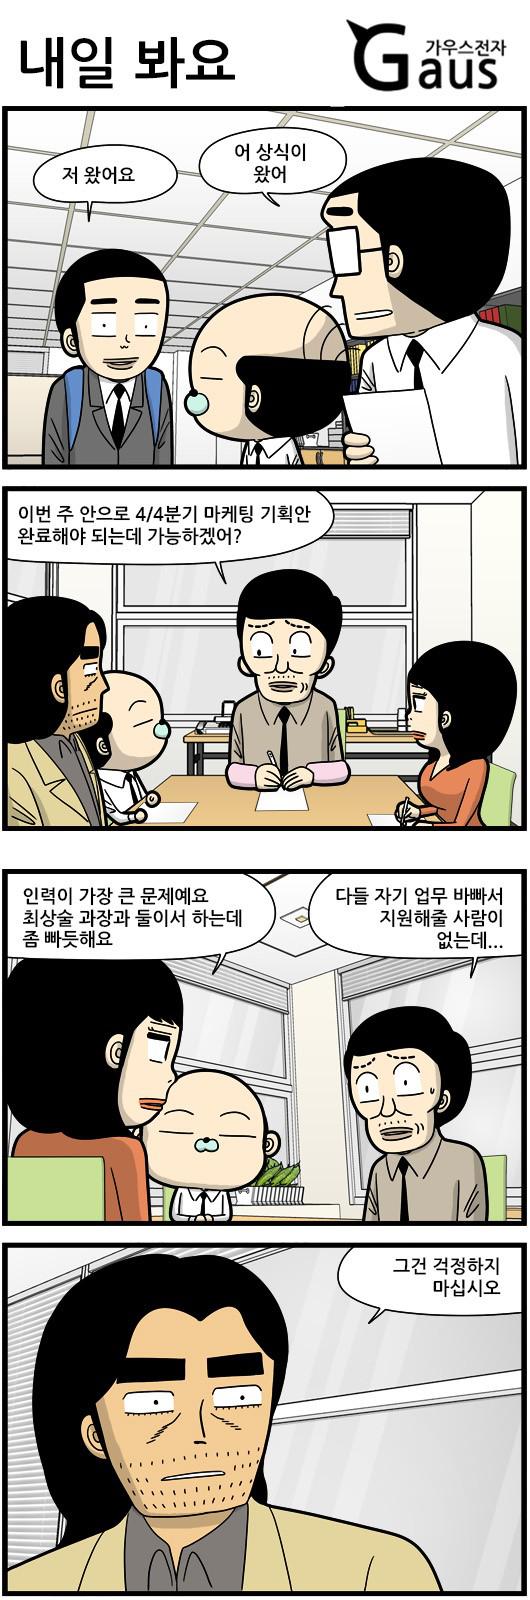 내일 봐요
가우스전자
Gaus
저 왔어요
어 상식이
왔어
이번 주 안으로 4/4분기 마케팅 기획안
완료해야 되는데 가능하겠어?
인력이 가장 큰 문제예요
최상술 과장과 둘이서 하는데
좀 빠듯해요
다들 자기 업무 바빠서
지원해줄 사람이
없는데...
그건 걱정하지
마십시오